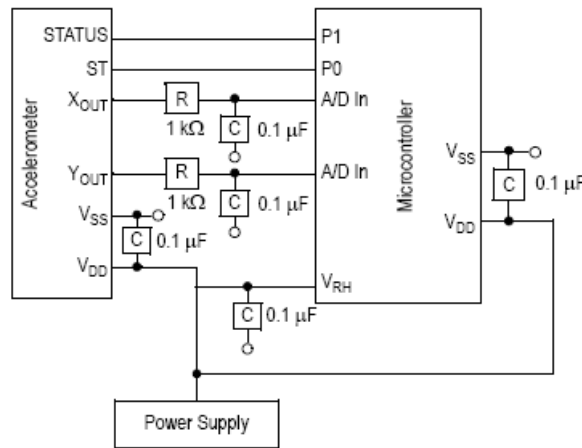 STATUS
ST
XOUT
YOUT
VSS
VDD
Accelerometer
R
1 kΩ
C
0.1 μF
R
1 kΩ
C
0.1 μF
C
0.1 μF
C
0.1 μF
P1
P0
A/D In
A/D In
VRH
Microcontroller
VSS
VDD
C
0.1 μF
Power Supply